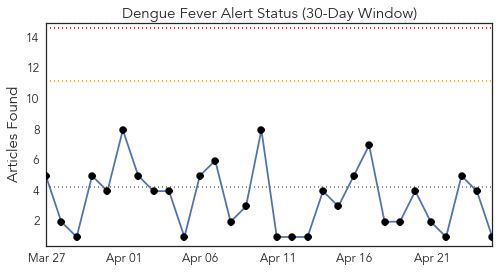 Dengue Fever Alert Status (30-Day Window)
Articles Found
14
12
10
8
6
4
2
Mar 27 Apr 01 Apr 06 Apr 11 Apr 16 Apr 21